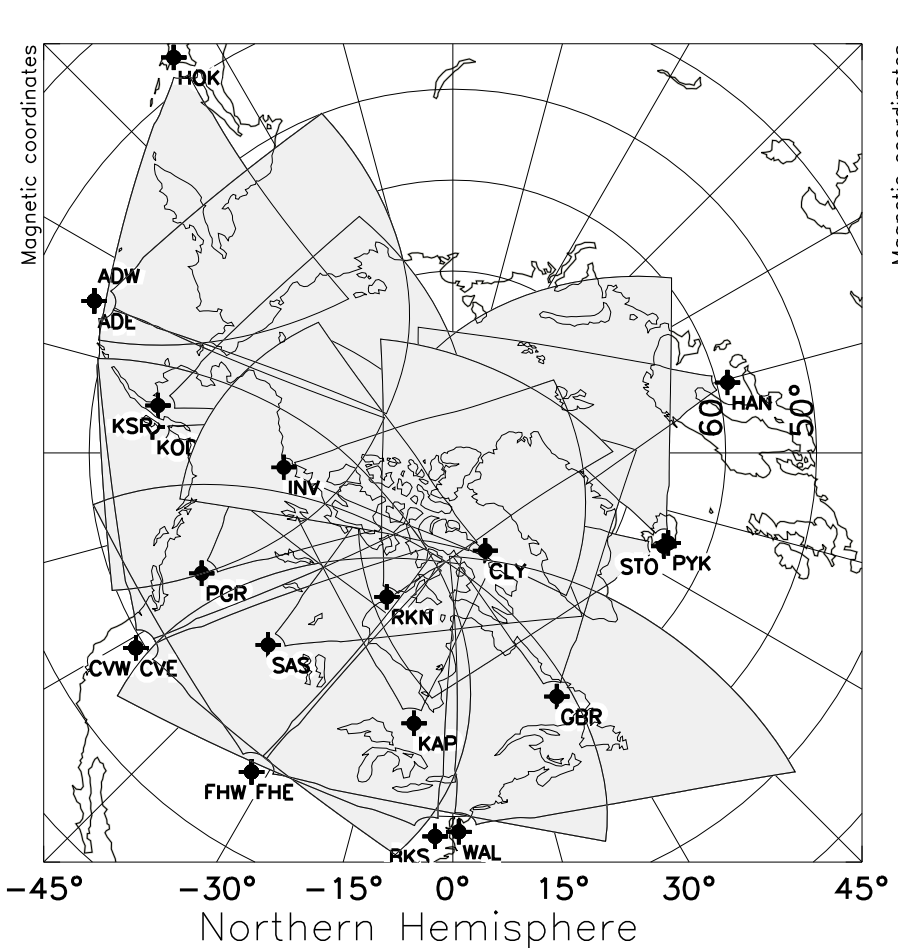 Magnetic coordinates
HOK
ADW
ADE
KSR
KOD
INV
HAN
60
50°
STO PYK
CLY
PGR
RKN
CVW CVE
SAS
GBR
KAP
FHW FHE
BKS
WAL
−45° −30° −15° 0° 15° 30° 45°
Northern Hemisphere